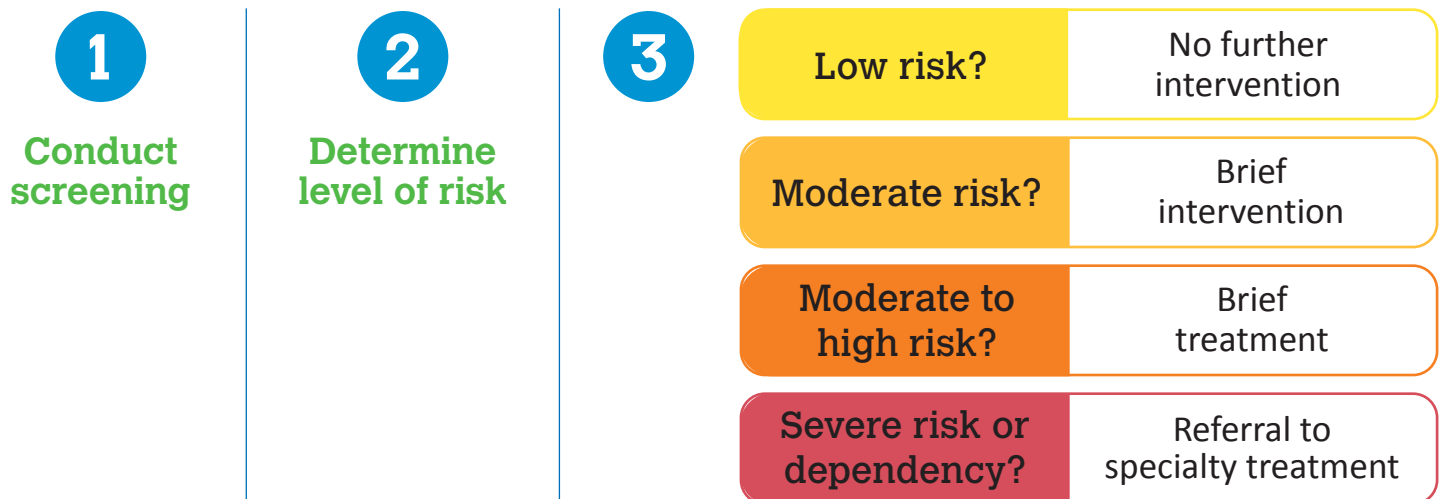 1
Conduct
screening
2
Determine
level of risk
3
Low risk?
No further
intervention
Moderate risk?
Brief
intervention
Moderate to
high risk?
Brief
treatment
Severe risk or
dependency?
Referral to
specialty treatment